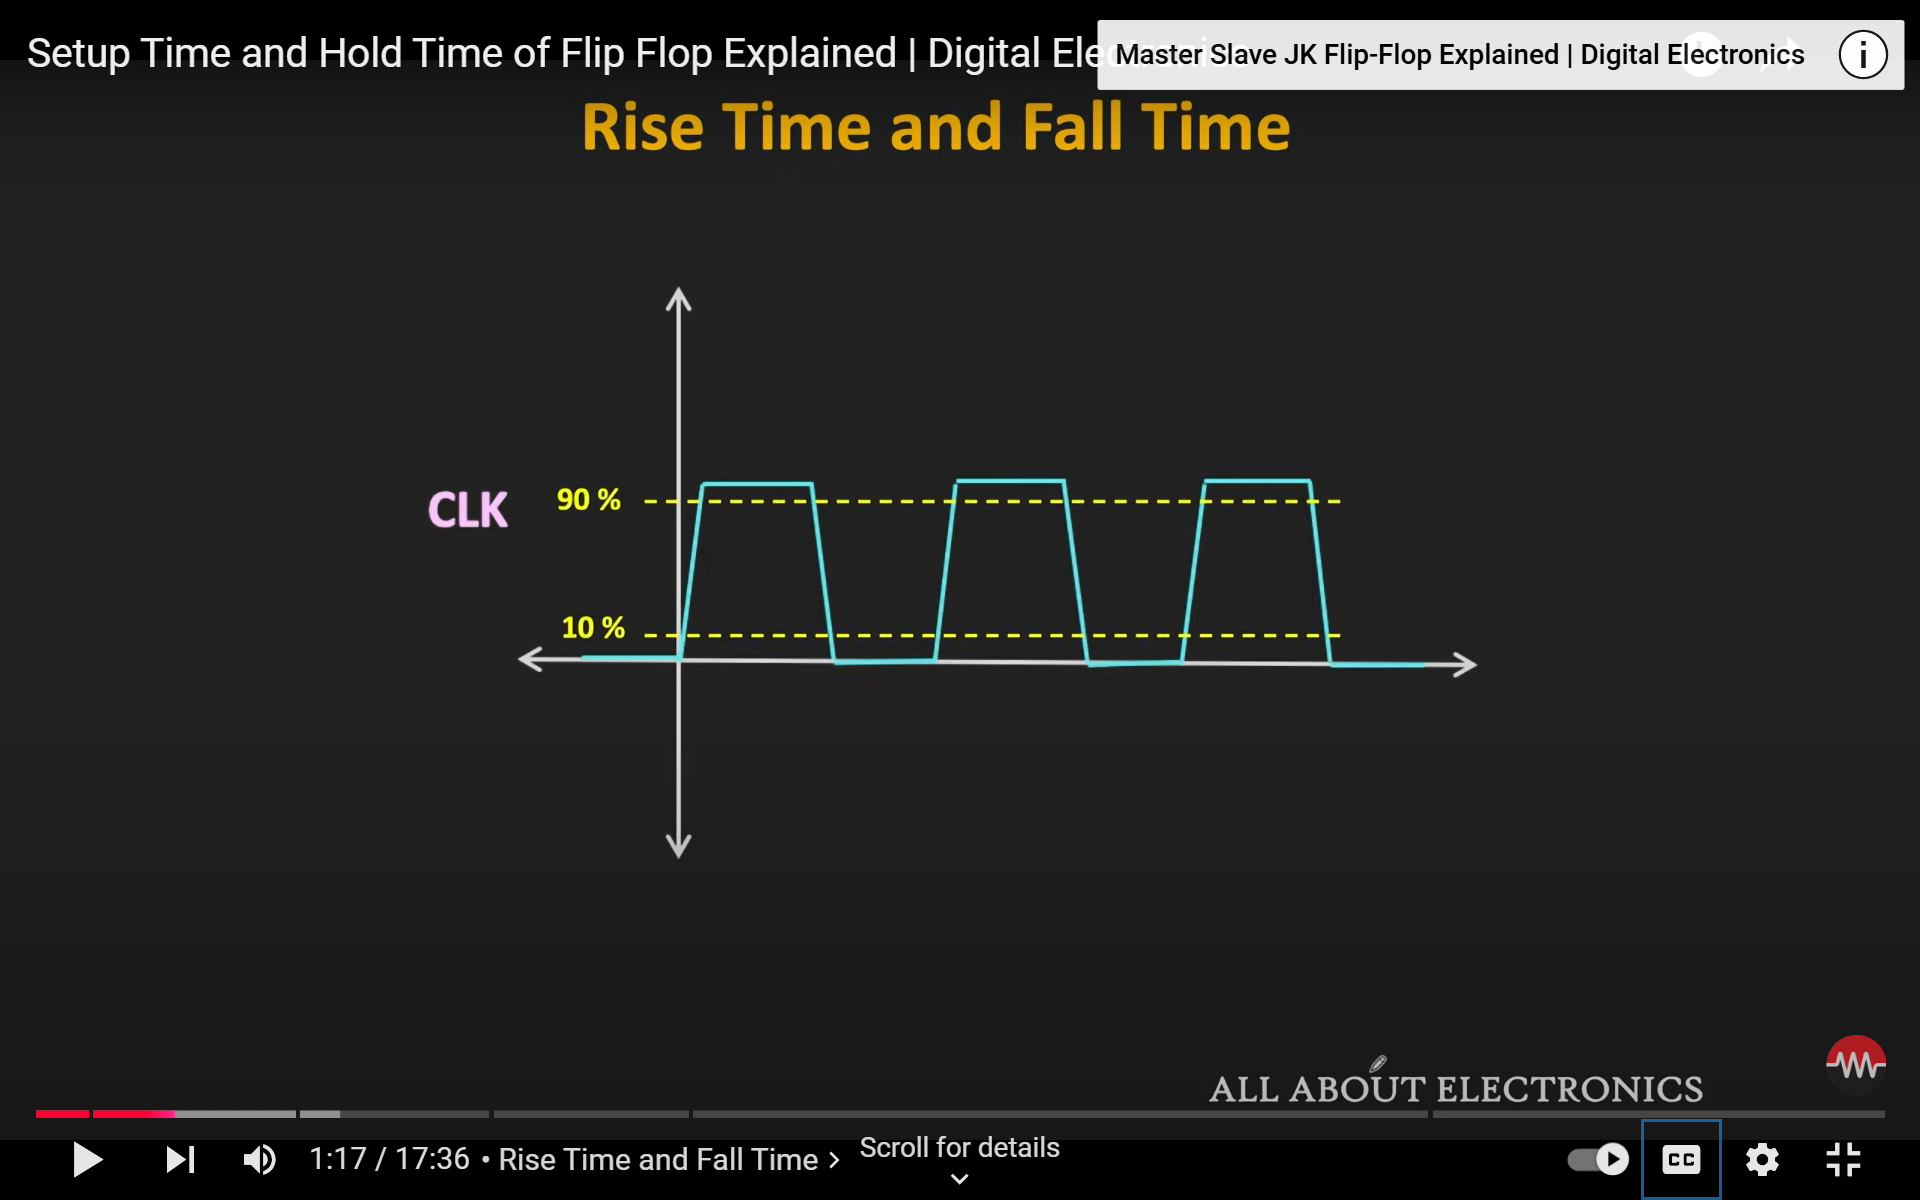 Setup Time and Hold Time of Flip Flop Explained | Digital Ele
Master Slave JK Flip-Flop Explained | Digital Electronics
Rise Time and Fall Time
CLK
90 %
10 %
ALL ABOUT ELECTRONICS
1:17 / 17:36 • Rise Time and Fall Time
Scroll for details
CC